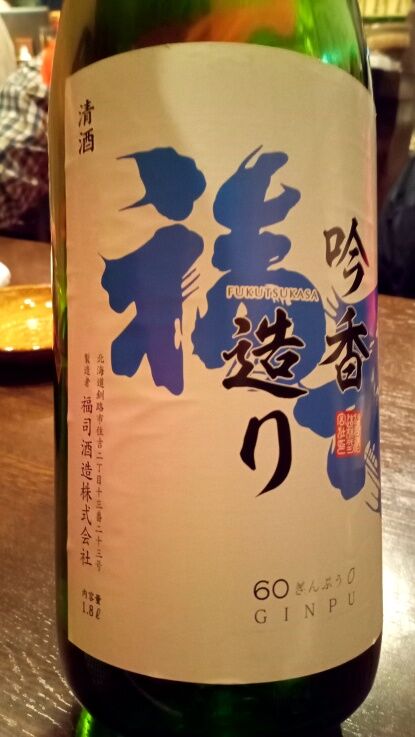 清酒
福
FUKUTSUKASA
吟香
造り
北海道釧路市住吉二丁目十三番二十三号
製造者 福司酒造株式会社
内容量
1.8ℓ
60 ぎんぷう
GINPU